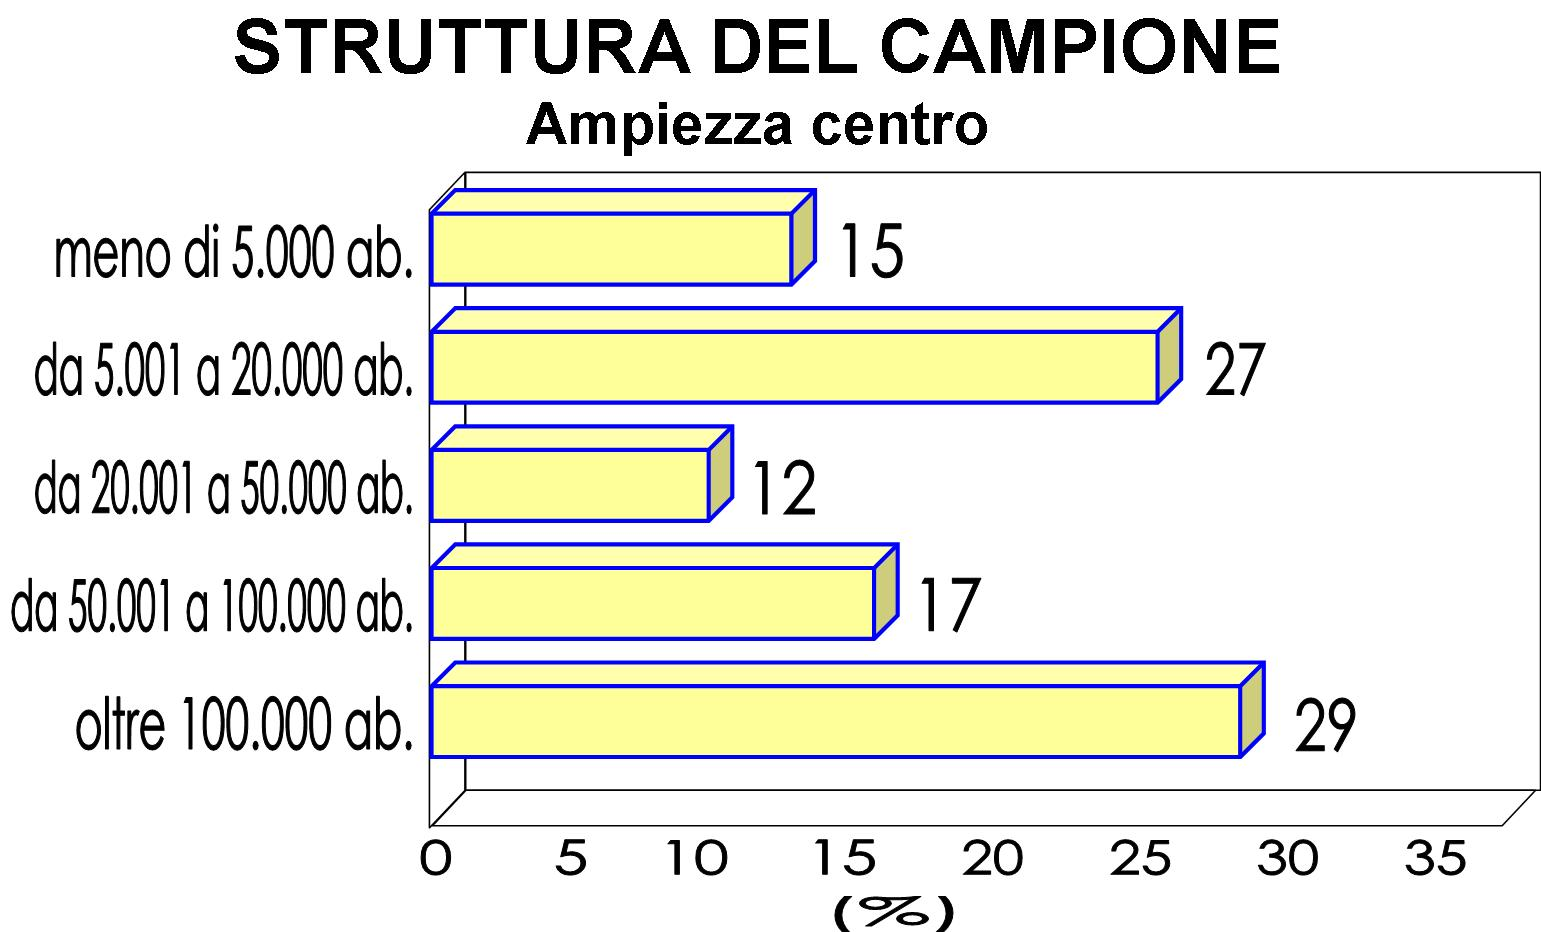 STRUTTURA DEL CAMPIONE
Ampiezza centro
meno di 5.000 ab. 15
da 5.001 a 20.000 ab. 27
da 20.001 a 50.000 ab. 12
da 50.001 a 100.000 ab. 17
oltre 100.000 ab. 29
0 5 10 15 20 25 30 35
(%)